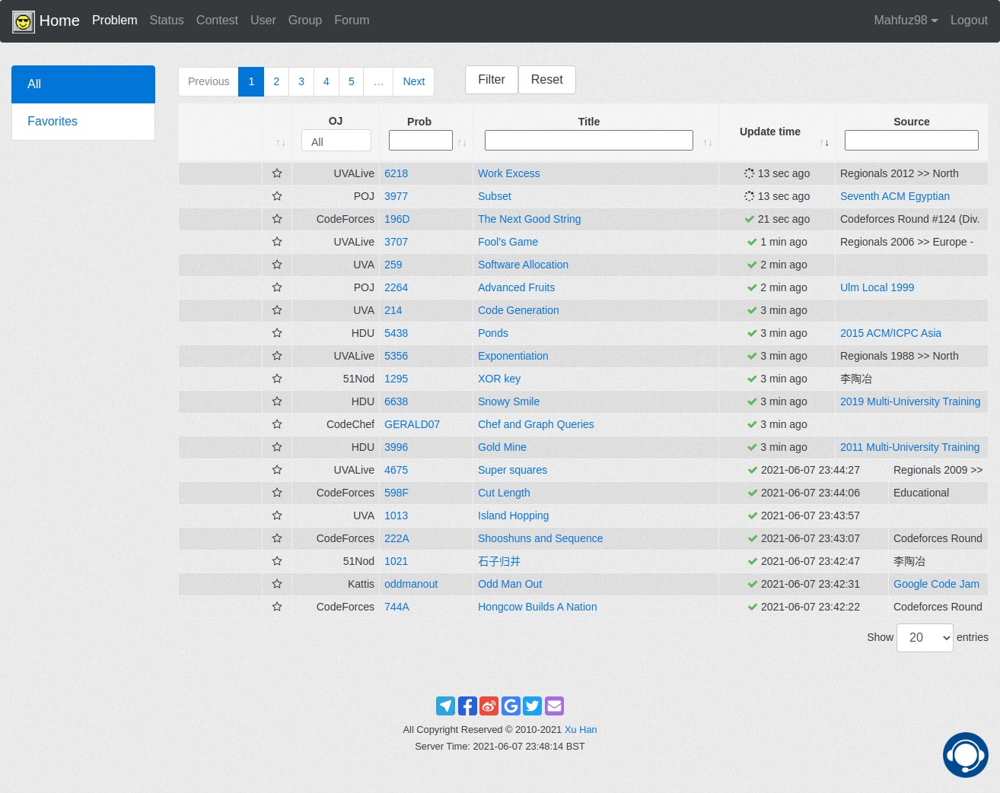 Home Problem Status Contest User Group Forum Mahfuz98 Logout
All
Favorites
Previous 1 2 3 4 5 … Next Filter Reset
OJ Prob Title Update time Source
All
UVALive 6218 Work Excess 13 sec ago Regionals 2012 >> North
POJ 3977 Subset 13 sec ago Seventh ACM Egyptian
CodeForces 196D The Next Good String 21 sec ago Codeforces Round #124 (Div.
UVALive 3707 Fool's Game 1 min ago Regionals 2006 >> Europe -
UVA 259 Software Allocation 2 min ago
POJ 2264 Advanced Fruits 2 min ago Ulm Local 1999
UVA 214 Code Generation 3 min ago
HDU 5438 Ponds 3 min ago 2015 ACM/ICPC Asia
UVALive 5356 Exponentiation 3 min ago Regionals 1988 >> North
51Nod 1295 XOR key 3 min ago 李陶冶
HDU 6638 Snowy Smile 3 min ago 2019 Multi-University Training
CodeChef GERALD07 Chef and Graph Queries 3 min ago
HDU 3996 Gold Mine 3 min ago 2011 Multi-University Training
UVALive 4675 Super squares 2021-06-07 23:44:27 Regionals 2009 >>
CodeForces 598F Cut Length 2021-06-07 23:44:06 Educational
UVA 1013 Island Hopping 2021-06-07 23:43:57
CodeForces 222A Shooshuns and Sequence 2021-06-07 23:43:07 Codeforces Round
51Nod 1021 石子归并 2021-06-07 23:42:47 李陶冶
Kattis oddmanout Odd Man Out 2021-06-07 23:42:31 Google Code Jam
CodeForces 744A Hongcow Builds A Nation 2021-06-07 23:42:22 Codeforces Round
Show 20 entries
All Copyright Reserved © 2010-2021 Xu Han
Server Time: 2021-06-07 23:48:14 BST